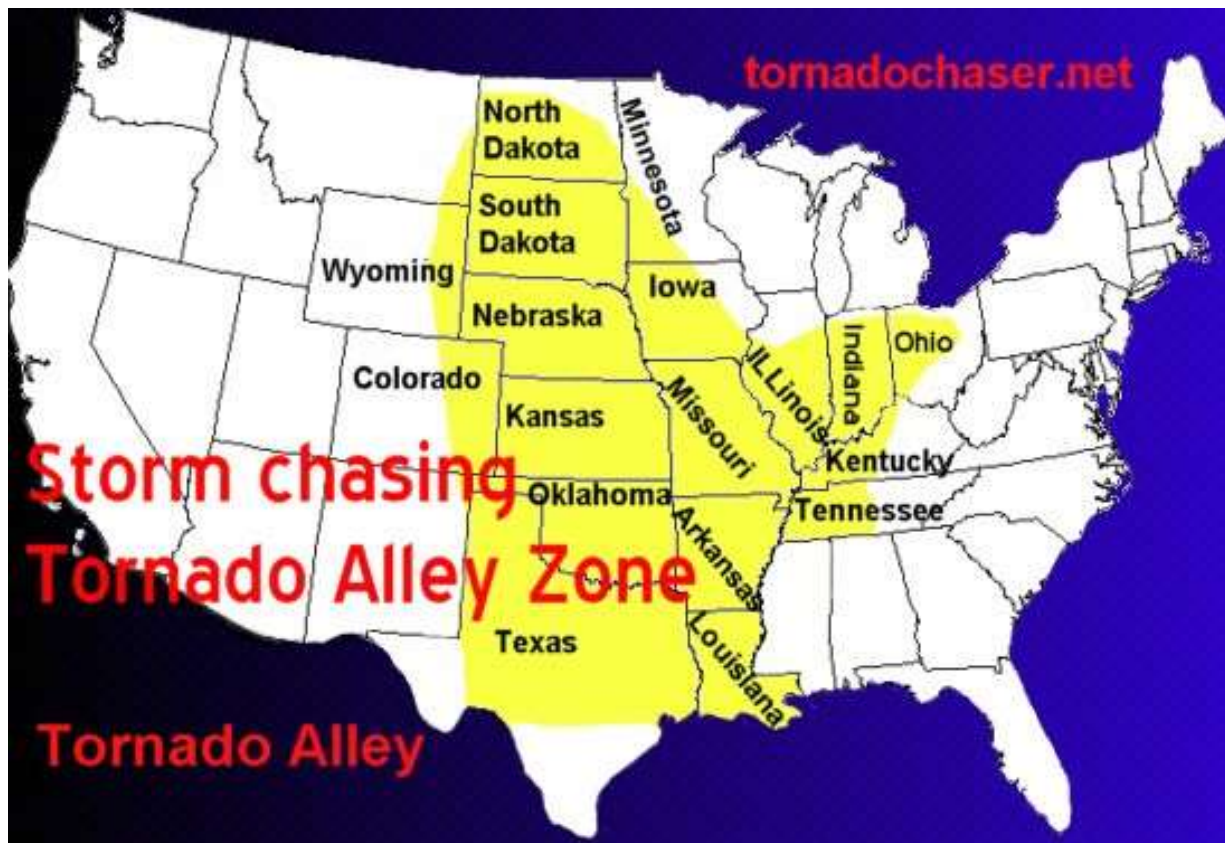 tornadochaser.net
North
Dakota
Minnesota
South
Dakota
Wyoming
Iowa
Nebraska
Colorado
Kansas
Missouri
ILLinois
Indiana
Ohio
Kentucky
Storm chasing
Oklahoma
Tennessee
Arkansas
Tornado Alley Zone
Texas
Louisiana
Tornado Alley